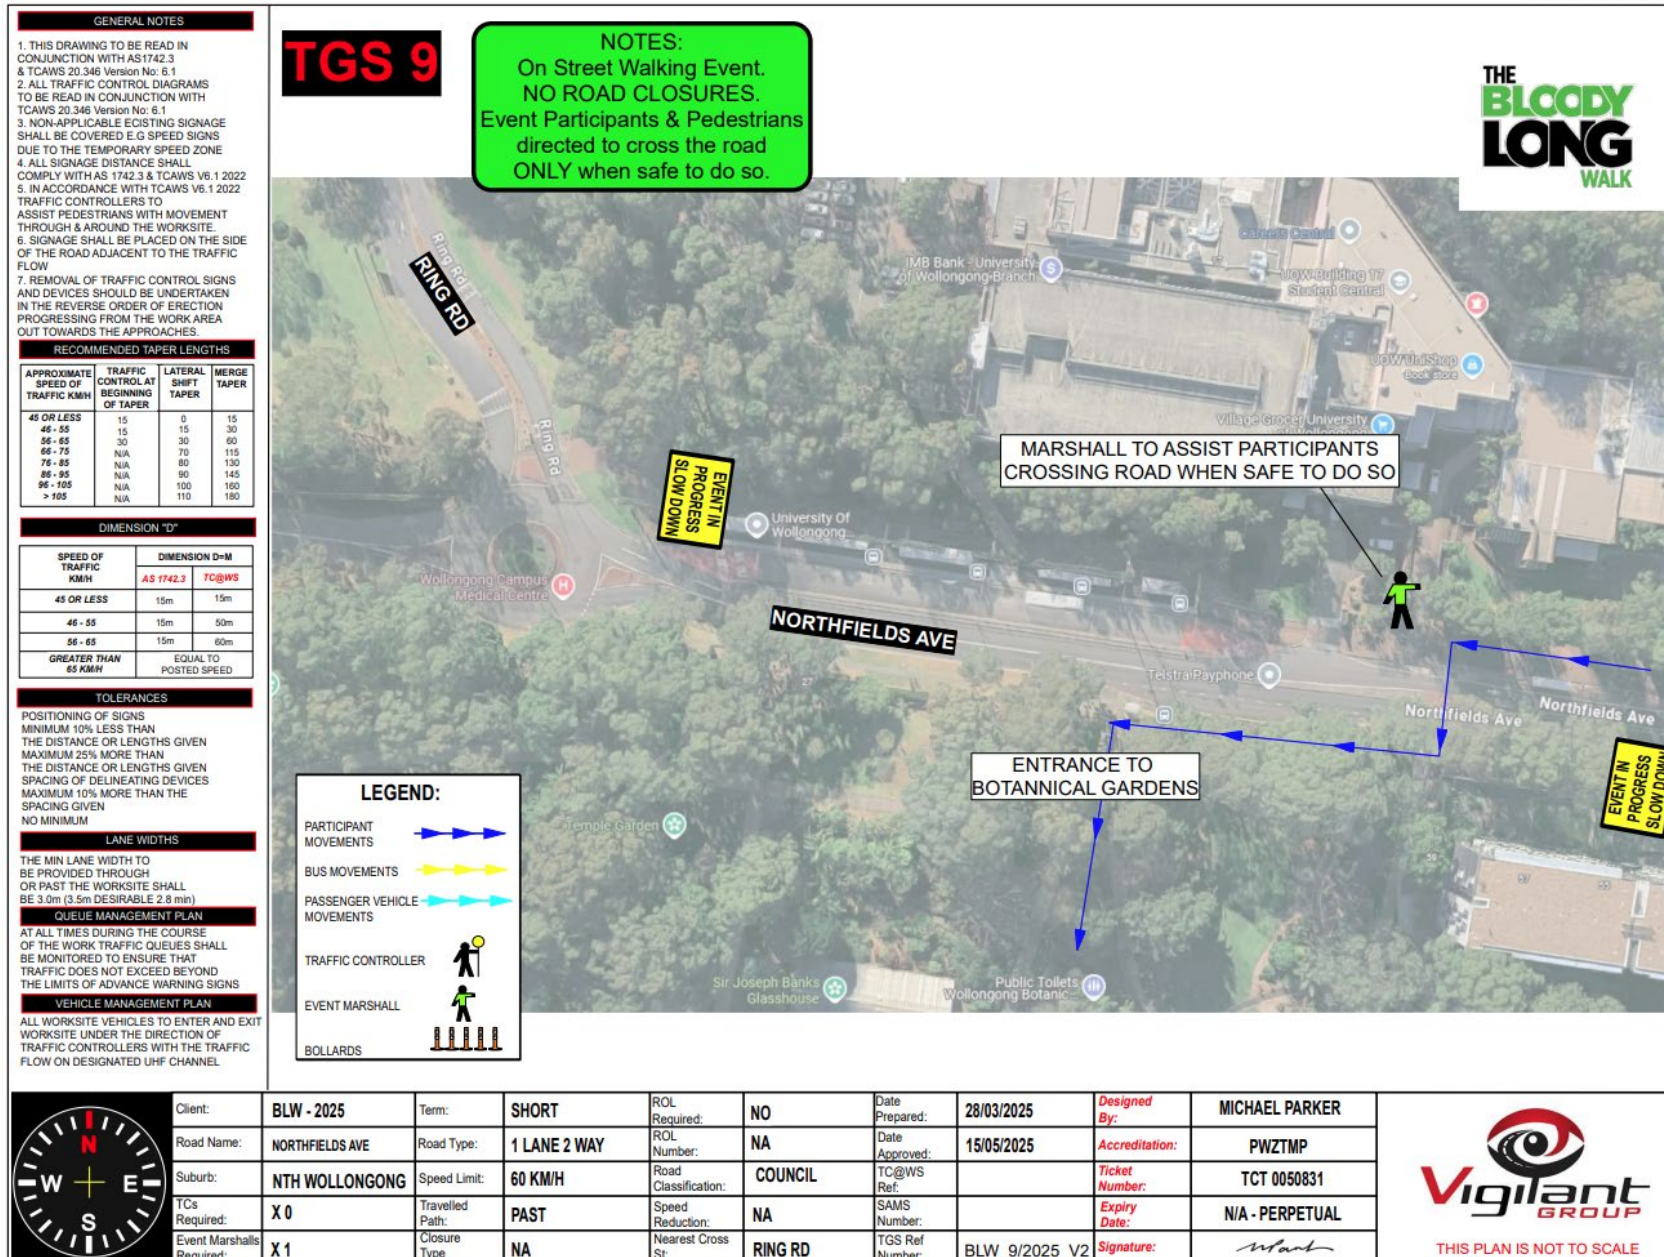 GENERAL NOTES
1. THIS DRAWING TO BE READ IN
CONJUNCTION WITH AS1742.3
& TCAWS 20.346 Version No: 6.1
2. ALL TRAFFIC CONTROL DIAGRAMS
TO BE READ IN CONJUNCTION WITH
TCAWS 20.346 Version No: 6.1
3. NON-APPLICABLE ECISTING SIGNAGE
SHALL BE COVERED E.G SPEED SIGNS
DUE TO THE TEMPORARY SPEED ZONE
4. ALL SIGNAGE DISTANCE SHALL
COMPLY WITH AS 1742.3 & TCAWS V6.1 2022
5. IN ACCORDANCE WITH TCAWS V6.1 2022
TRAFFIC CONTROLLERS TO
ASSIST PEDESTRIANS WITH MOVEMENT
THROUGH & AROUND THE WORKSITE.
6. SIGNAGE SHALL BE PLACED ON THE SIDE
OF THE ROAD ADJACENT TO THE TRAFFIC
FLOW
7. REMOVAL OF TRAFFIC CONTROL SIGNS
AND DEVICES SHOULD BE UNDERTAKEN
IN THE REVERSE ORDER OF ERECTION
PROGRESSING FROM THE WORK AREA
OUT TOWARDS THE APPROACHES.
RECOMMENDED TAPER LENGTHS
APPROXIMATE SPEED OF TRAFFIC KM/H TRAFFIC CONTROL AT BEGINNING OF TAPER LATERAL SHIFT TAPER MERGE TAPER
45 OR LESS 15 0 15
46 - 55 15 15 30
56 - 65 30 30 60
66 - 75 N/A 70 115
76 - 85 N/A 80 130
86 - 95 N/A 90 145
96 - 105 N/A 100 160
> 105 N/A 110 180
DIMENSION "D"
SPEED OF TRAFFIC KM/H DIMENSION D=M
AS 1742.3 TC@WS
45 OR LESS 15m 15m
46 - 55 15m 50m
56 - 65 15m 60m
GREATER THAN 65 KM/H EQUAL TO POSTED SPEED
TOLERANCES
POSITIONING OF SIGNS
MINIMUM 10% LESS THAN
THE DISTANCE OR LENGTHS GIVEN
MAXIMUM 25% MORE THAN
THE DISTANCE OR LENGTHS GIVEN
SPACING OF DELINEATING DEVICES
MAXIMUM 10% MORE THAN THE
SPACING GIVEN
NO MINIMUM
LANE WIDTHS
THE MIN LANE WIDTH TO
BE PROVIDED THROUGH
OR PAST THE WORKSITE SHALL
BE 3.0m (3.5m DESIRABLE 2.8 min)
QUEUE MANAGEMENT PLAN
AT ALL TIMES DURING THE COURSE
OF THE WORK TRAFFIC QUEUES SHALL
BE MONITORED TO ENSURE THAT
TRAFFIC DOES NOT EXCEED BEYOND
THE LIMITS OF ADVANCE WARNING SIGNS
VEHICLE MANAGEMENT PLAN
ALL WORKSITE VEHICLES TO ENTER AND EXIT
WORKSITE UNDER THE DIRECTION OF
TRAFFIC CONTROLLERS WITH THE TRAFFIC
FLOW ON DESIGNATED UHF CHANNEL
TGS 9
NOTES:
On Street Walking Event.
NO ROAD CLOSURES.
Event Participants & Pedestrians
directed to cross the road
ONLY when safe to do so.
THE
BLOODY
LONG
WALK
Ring Rd
RING RD
Ring Rd
IMB Bank - University
of Wollongong Branch
Careers Central
UOW Building 17
Student Central
UOW UniShop
Book store
Village Grocer University
of Wollongong
MARSHALL TO ASSIST PARTICIPANTS
CROSSING ROAD WHEN SAFE TO DO SO
EVENT IN
PROGRESS
SLOW DOWN
University Of
Wollongong
Wollongong Campus
Medical Centre
NORTHFIELDS AVE
27
Telstra Payphone
Northfields Ave
Northfields Ave
EVENT IN
PROGRESS
SLOW DOWN
ENTRANCE TO
BOTANNICAL GARDENS
Temple Garden
57
55
Sir Joseph Banks
Glasshouse
Public Toilets
Wollongong Botanic...
LEGEND:
PARTICIPANT
MOVEMENTS
BUS MOVEMENTS
PASSENGER VEHICLE
MOVEMENTS
TRAFFIC CONTROLLER
EVENT MARSHALL
BOLLARDS
N
W E
S
Client: BLW - 2025 Term: SHORT ROL Required: NO Date Prepared: 28/03/2025 Designed By: MICHAEL PARKER
Road Name: NORTHFIELDS AVE Road Type: 1 LANE 2 WAY ROL Number: NA Date Approved: 15/05/2025 Accreditation: PWZTMP
Suburb: NTH WOLLONGONG Speed Limit: 60 KM/H Road Classification: COUNCIL TC@WS Ref: Ticket Number: TCT 0050831
TCs Required: X 0 Travelled Path: PAST Speed Reduction: NA SAMS Number: Expiry Date: N/A - PERPETUAL
Event Marshalls Required: X 1 Closure Type NA Nearest Cross St: RING RD TGS Ref Number: BLW_9/2025_V2 Signature:
Vigilant
GROUP
THIS PLAN IS NOT TO SCALE